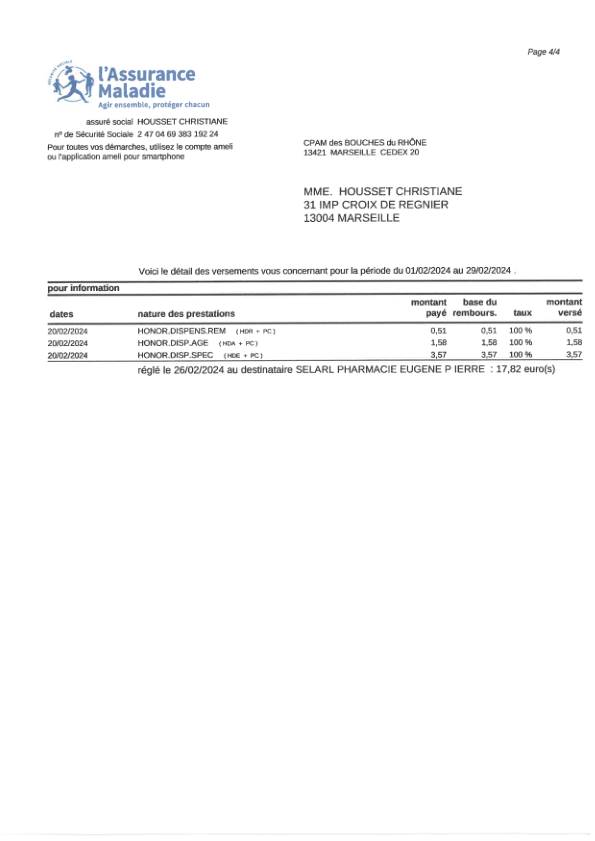 Page 4/4
SÉCURITÉ SOCIALE
l'Assurance
Maladie
Agir ensemble, protéger chacun
assuré social HOUSSET CHRISTIANE
nº de Sécurité Sociale 2 47 04 69 383 192 24
Pour toutes vos démarches, utilisez le compte ameli
ou l'application ameli pour smartphone
CPAM des BOUCHES du RHÔNE
13421 MARSEILLE CEDEX 20
MME. HOUSSET CHRISTIANE
31 IMP CROIX DE REGNIER
13004 MARSEILLE
Voici le détail des versements vous concernant pour la période du 01/02/2024 au 29/02/2024 .
pour information
dates nature des prestations montant payé base du rembours. taux montant versé
20/02/2024 HONOR.DISPENS.REM (HDR + PC) 0,51 0,51 100 % 0,51
20/02/2024 HONOR.DISP.AGE (HDA + PC) 1,58 1,58 100 % 1,58
20/02/2024 HONOR.DISP.SPEC (HDE + PC) 3,57 3,57 100 % 3,57
réglé le 26/02/2024 au destinataire SELARL PHARMACIE EUGENE P IERRE : 17,82 euro(s)